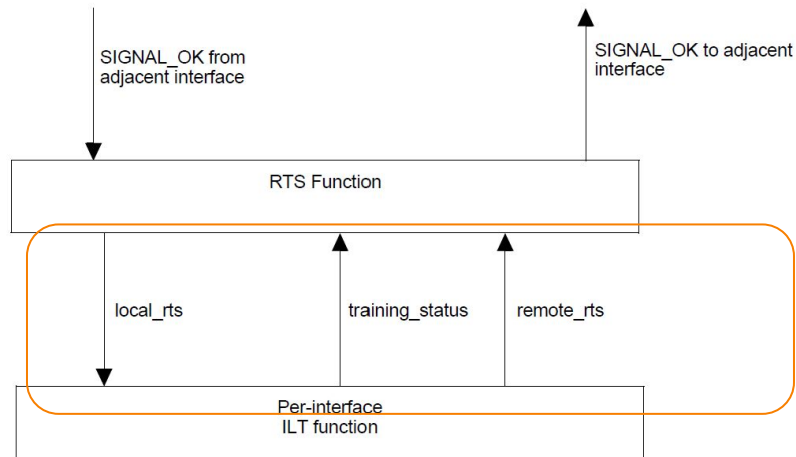 SIGNAL_OK from
adjacent interface
SIGNAL_OK to adjacent
interface
RTS Function
local_rts
training_status
remote_rts
Per-interface
ILT function